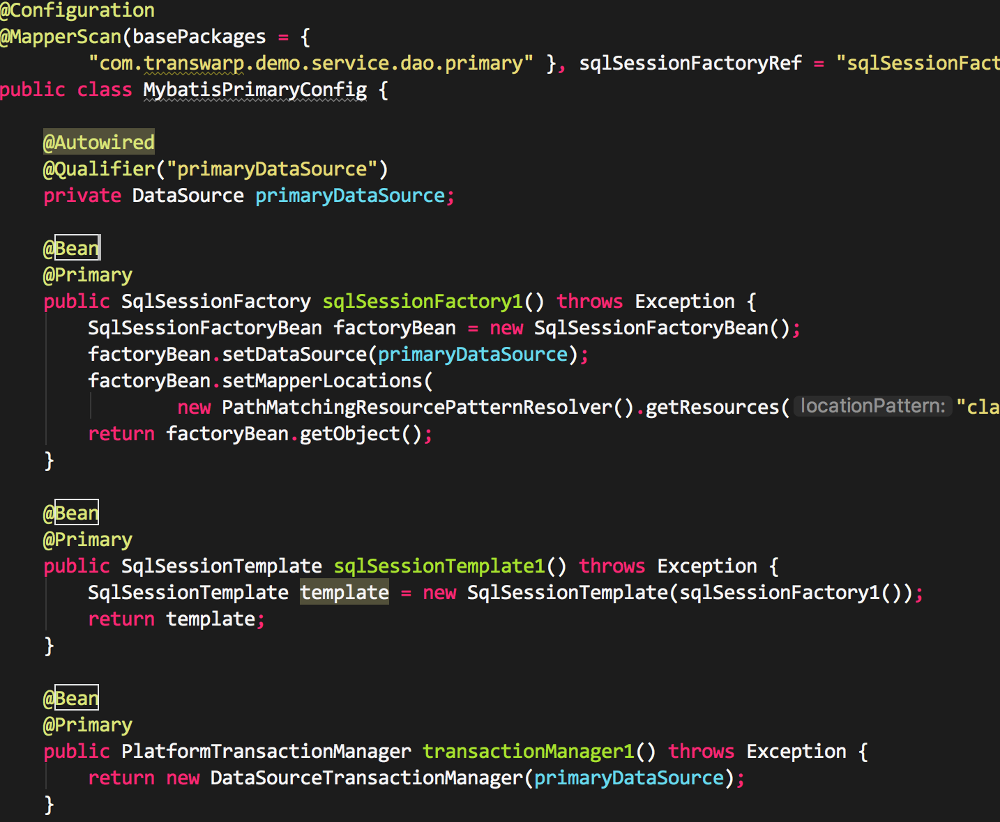 @Configuration
@MapperScan(basePackages = {
"com.transwarp.demo.service.dao.primary" }, sqlSessionFactoryRef = "sqlSessionFact
public class MybatisPrimaryConfig {
@Autowired
@Qualifier("primaryDataSource")
private DataSource primaryDataSource;
@Bean
@Primary
public SqlSessionFactory sqlSessionFactory1() throws Exception {
SqlSessionFactoryBean factoryBean = new SqlSessionFactoryBean();
factoryBean.setDataSource(primaryDataSource);
factoryBean.setMapperLocations(
new PathMatchingResourcePatternResolver().getResources( locationPattern: "cla
return factoryBean.getObject();
}
@Bean
@Primary
public SqlSessionTemplate sqlSessionTemplate1() throws Exception {
SqlSessionTemplate template = new SqlSessionTemplate(sqlSessionFactory1());
return template;
}
@Bean
@Primary
public PlatformTransactionManager transactionManager1() throws Exception {
return new DataSourceTransactionManager(primaryDataSource);
}